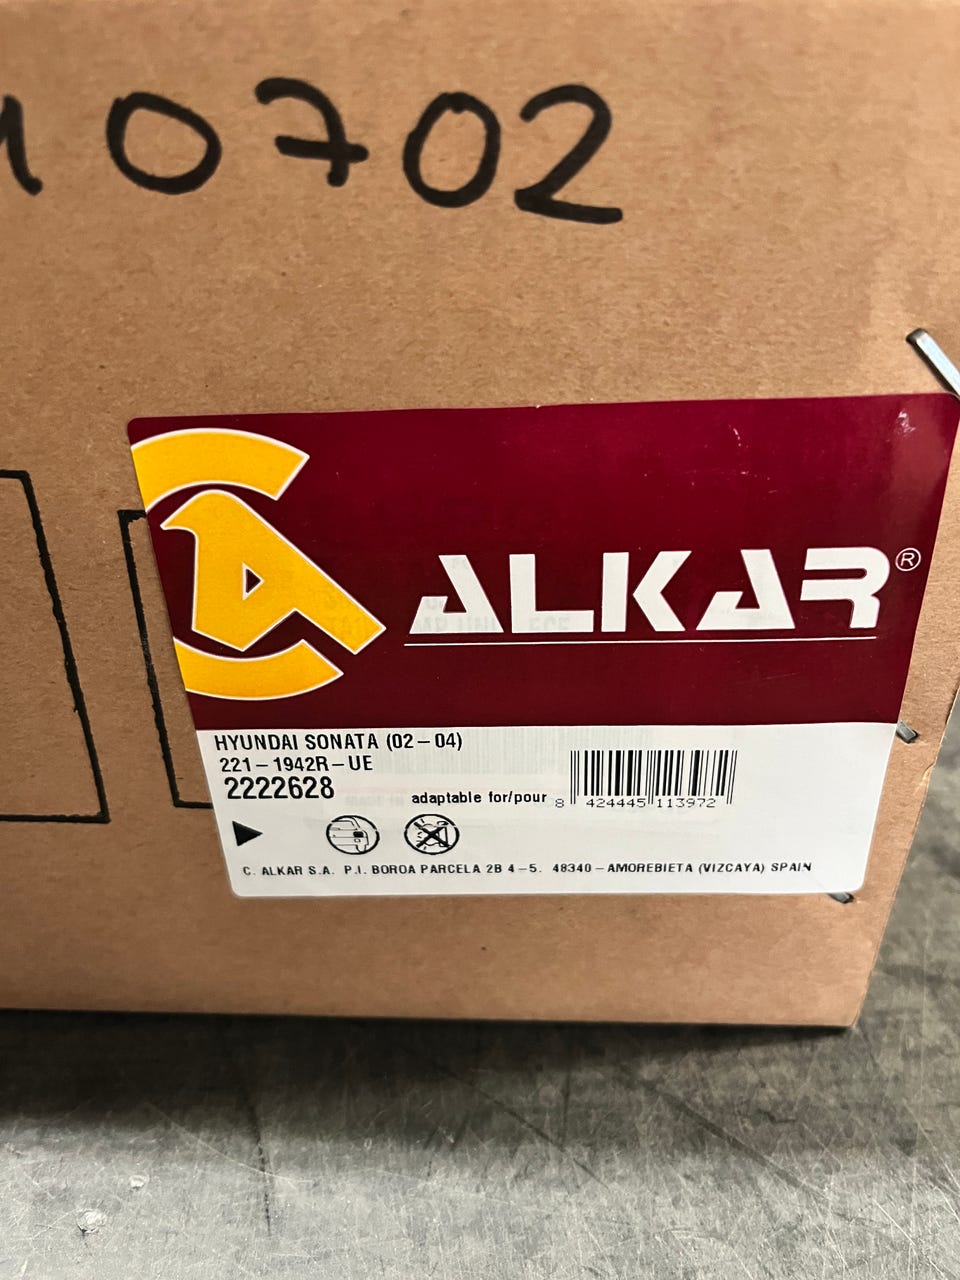 10702
ALKAR®
HYUNDAI SONATA (02-04)
221-1942R-UE
2222628
adaptable for/pour
8 424445 113972
C. ALKAR S.A. P.I. BOROA PARCELA 2B 4-5. 48340-AMOREBIETA (VIZCAYA) SPAIN